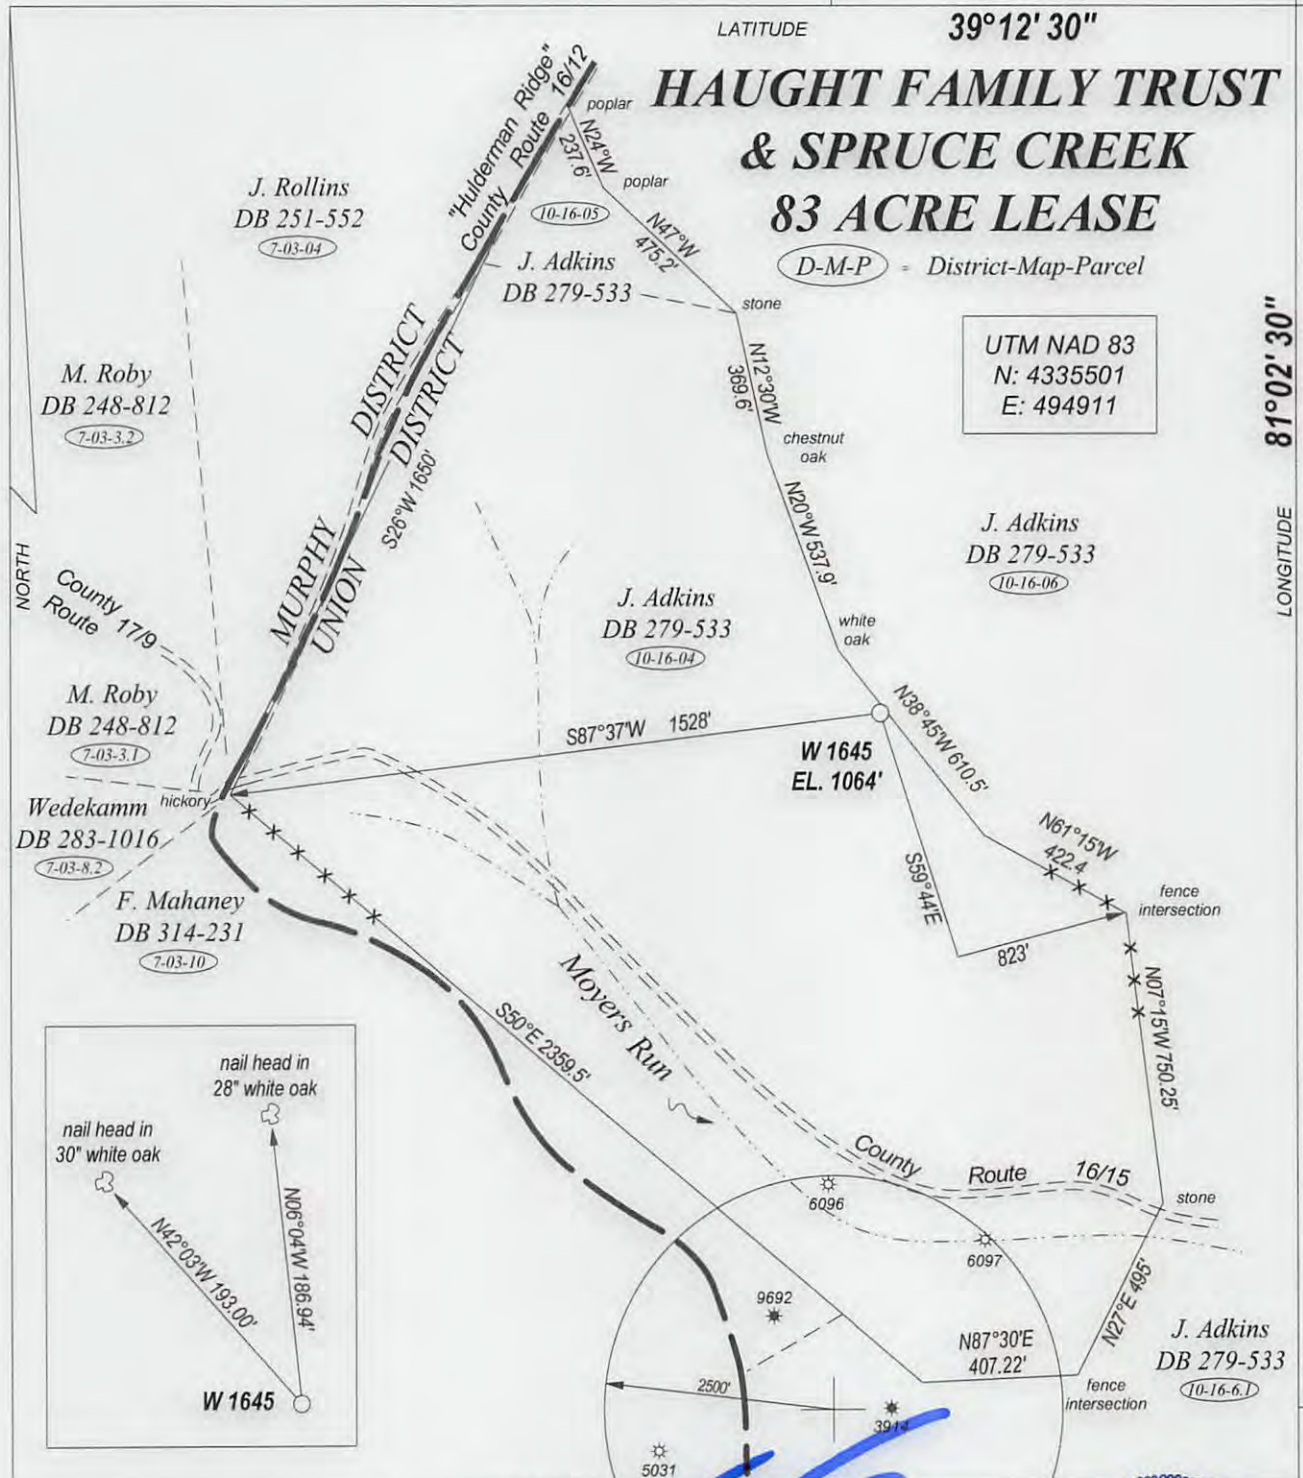 LATITUDE
39°12' 30"
HAUGHT FAMILY TRUST
& SPRUCE CREEK
83 ACRE LEASE
D-M-P = District-Map-Parcel
UTM NAD 83
N: 4335501
E: 494911
81°02' 30"
LONGITUDE
"Hulderman Ridge"
County Route 16/12
poplar
N24°W
237.6'
poplar
10-16-05
N47°W
475.2'
J. Rollins
DB 251-552
7-03-04
J. Adkins
DB 279-533
stone
M. Roby
DB 248-812
7-03-3.2
MURPHY DISTRICT
UNION DISTRICT
S26°W 1650'
N12°30'W
369.6'
chestnut
oak
N20°W 537.9'
J. Adkins
DB 279-533
10-16-06
NORTH
County 17/9
Route
J. Adkins
DB 279-533
10-16-04
white
oak
M. Roby
DB 248-812
7-03-3.1
S87°37'W 1528'
N38°45'W 610.5'
W 1645
EL. 1064'
hickory
Wedekamm
DB 283-1016
7-03-8.2
N61°15'W
422.4
S59°44'E
823'
fence
intersection
F. Mahaney
DB 314-231
7-03-10
Moyers Run
S50°E 2359.5'
N07°15'W 750.25'
nail head in
28" white oak
nail head in
30" white oak
N06°04'W 186.94'
N42°03'W 193.00'
W 1645
County Route 16/15
stone
6096
6097
9692
N27°E 495'
N87°30'E
407.22'
J. Adkins
DB 279-533
10-16-6.1
2500'
fence
intersection
3914
5031